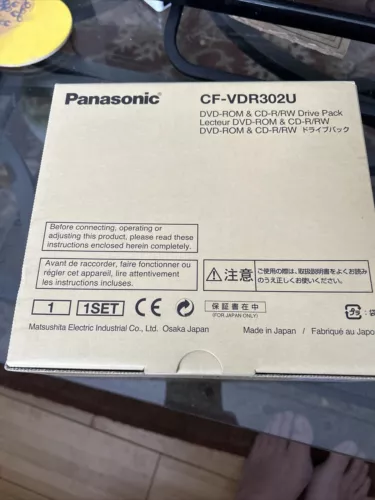 Panasonic CF-VDR302U
DVD-ROM & CD-R/RW Drive Pack
Lecteur DVD-ROM & CD-R/RW
DVD-ROM & CD-R/RW ドライブパック
Before connecting, operating or
adjusting this product, please read these
instructions enclosed herein completely.
Avant de raccorder, faire fonctionner ou
régler cet appareil, lire attentivement
les instructions incluses.
注意
ご使用の際は、取扱説明書をよくお読み
のうえ正しくお使いください。
1 1SET CE 保証書在中
(FOR JAPAN ONLY)
プラ :袋
Matsushita Electric Industrial Co., Ltd. Osaka Japan
Made in Japan / Fabriqué au Japo